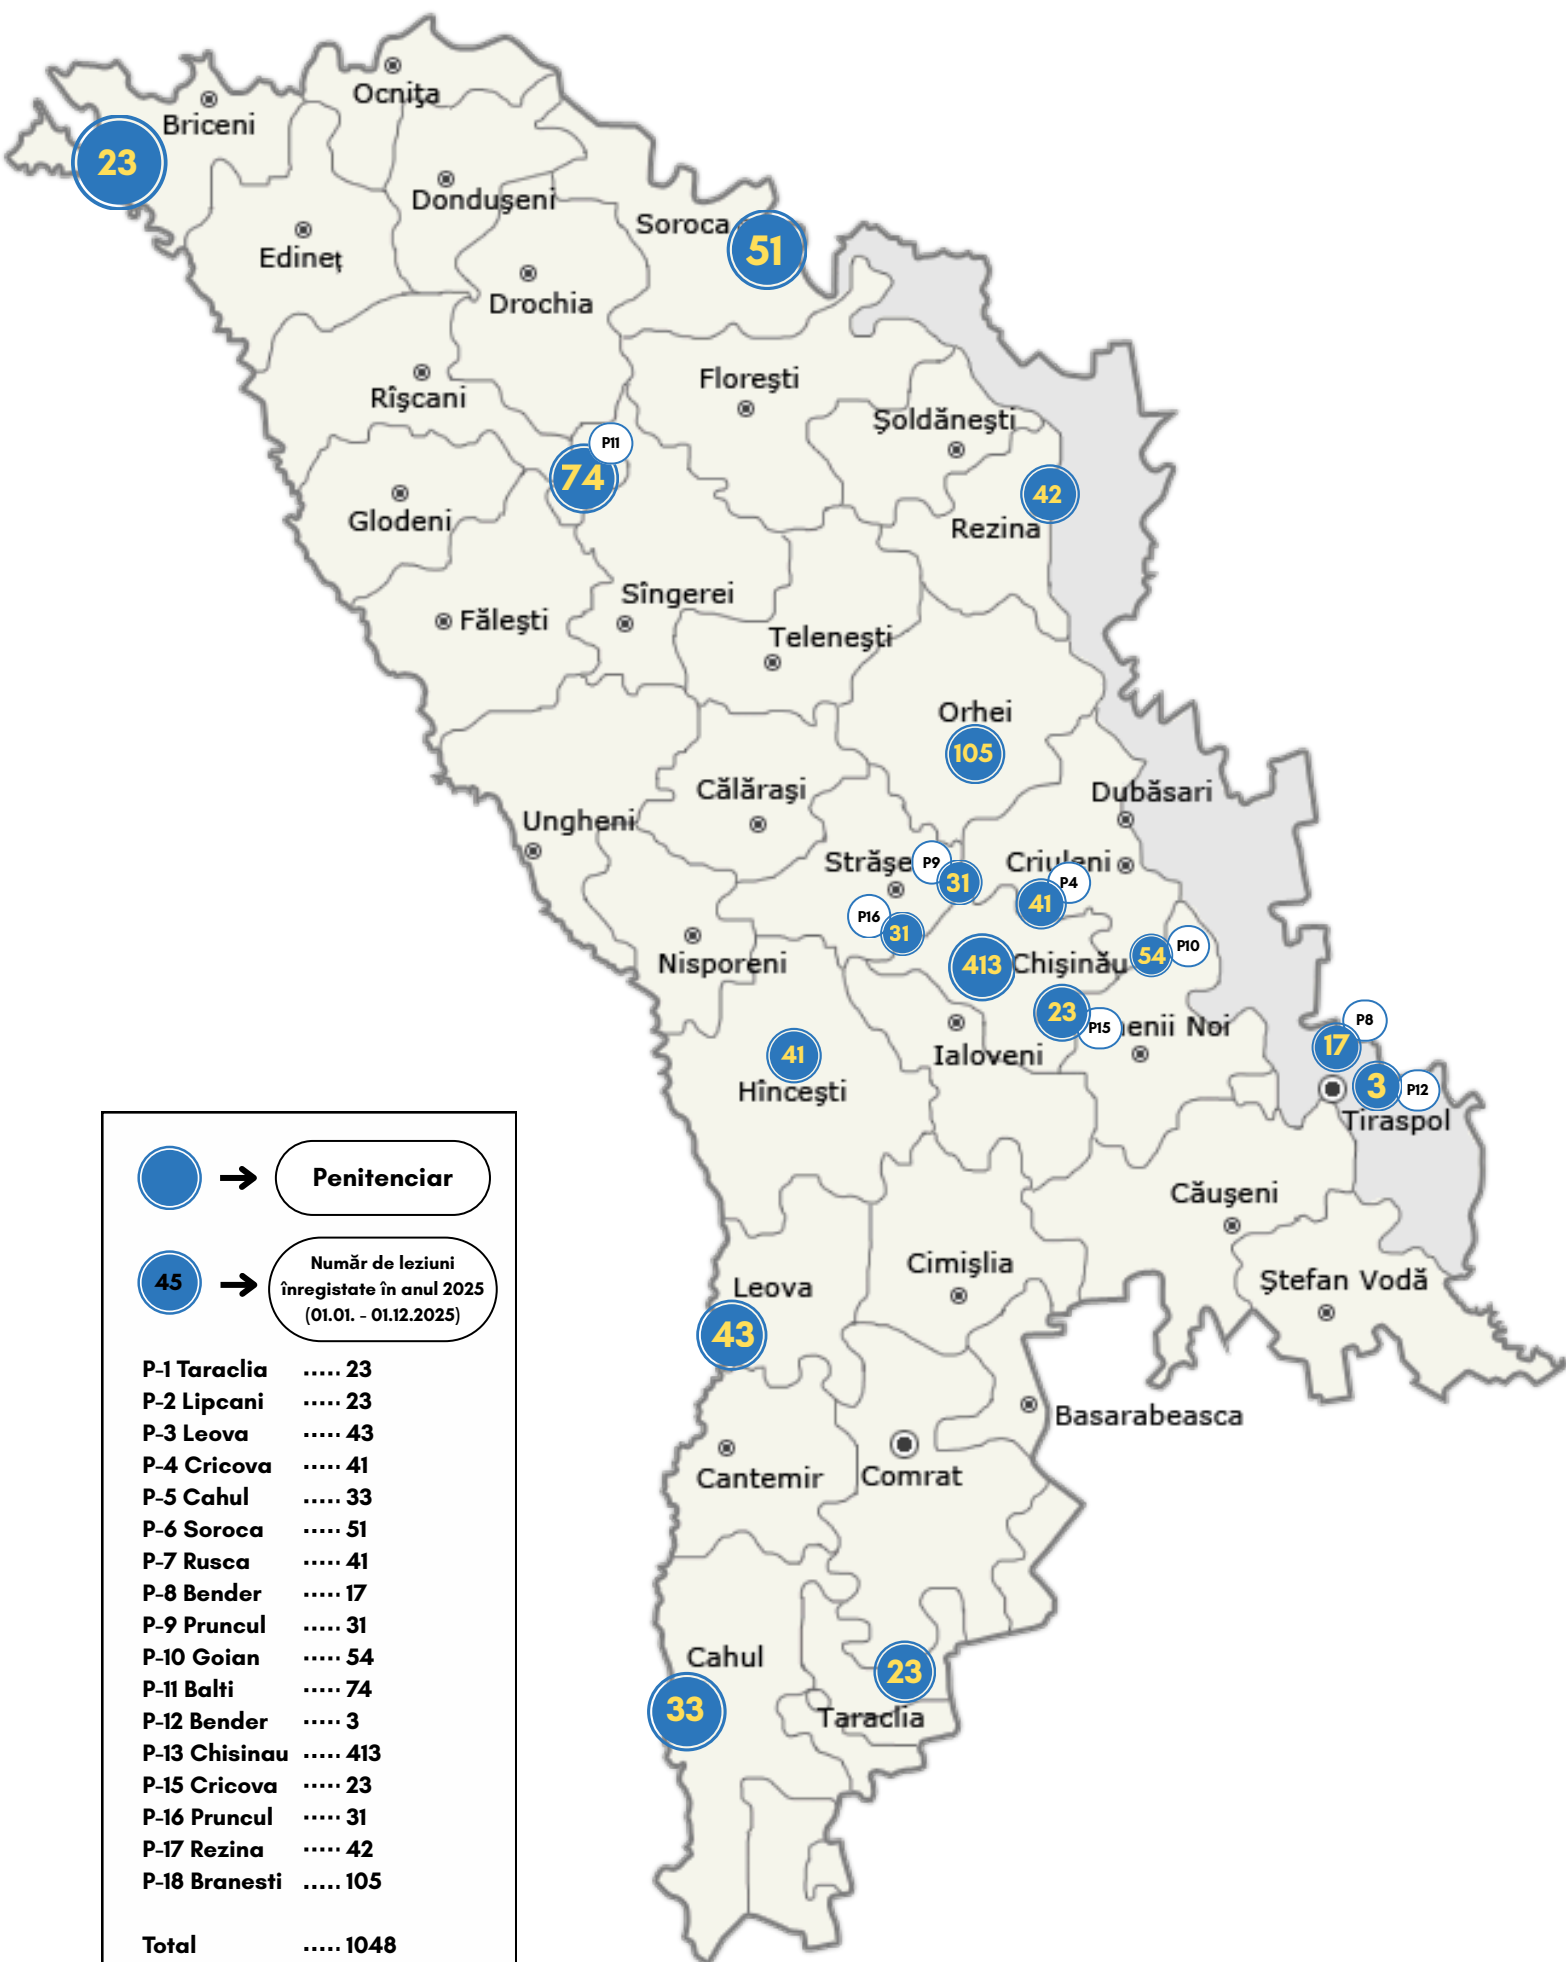 Ocniţa
Briceni
23
Donduşeni
Soroca
51
Edineţ
Drochia
Rîşcani
Floreşti
Şoldăneşti
P11
74
42
Glodeni
Rezina
Sîngerei
Făleşti
Teleneşti
Orhei
105
Călăraşi
Dubăsari
Ungheni
Străşe
P9
31
Criuleni
P4
41
P16
31
413
Chişinău
54
P10
Nisporeni
23
P15
enii Noi
P8
17
Ialoveni
41
Hînceşti
3
P12
Tiraspol
Penitenciar
Căuşeni
45
Număr de leziuni
înregistate în anul 2025
(01.01. - 01.12.2025)
Cimişlia
Leova
Ştefan Vodă
43
Basarabeasca
Cantemir
Comrat
Cahul
23
33
Taraclia
P-1 Taraclia ..... 23
P-2 Lipcani ..... 23
P-3 Leova ..... 43
P-4 Cricova ..... 41
P-5 Cahul ..... 33
P-6 Soroca ..... 51
P-7 Rusca ..... 41
P-8 Bender ..... 17
P-9 Pruncul ..... 31
P-10 Goian ..... 54
P-11 Balti ..... 74
P-12 Bender ..... 3
P-13 Chisinau ..... 413
P-15 Cricova ..... 23
P-16 Pruncul ..... 31
P-17 Rezina ..... 42
P-18 Branesti ..... 105
Total ..... 1048